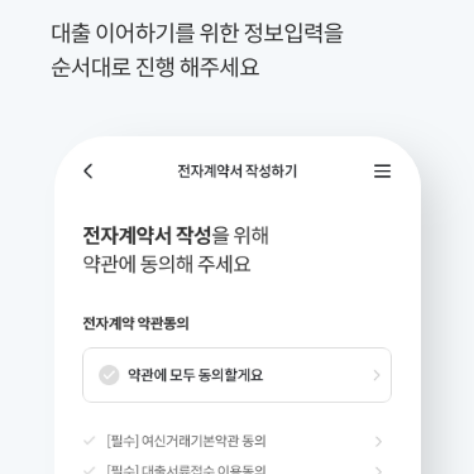 대출 이어하기를 위한 정보입력을
순서대로 진행 해주세요
전자계약서 작성하기
전자계약서 작성을 위해
약관에 동의해 주세요
전자계약 약관동의
약관에 모두 동의할게요
[필수] 여신거래기본약관 동의
[필수] 대출서류접수 이용동의